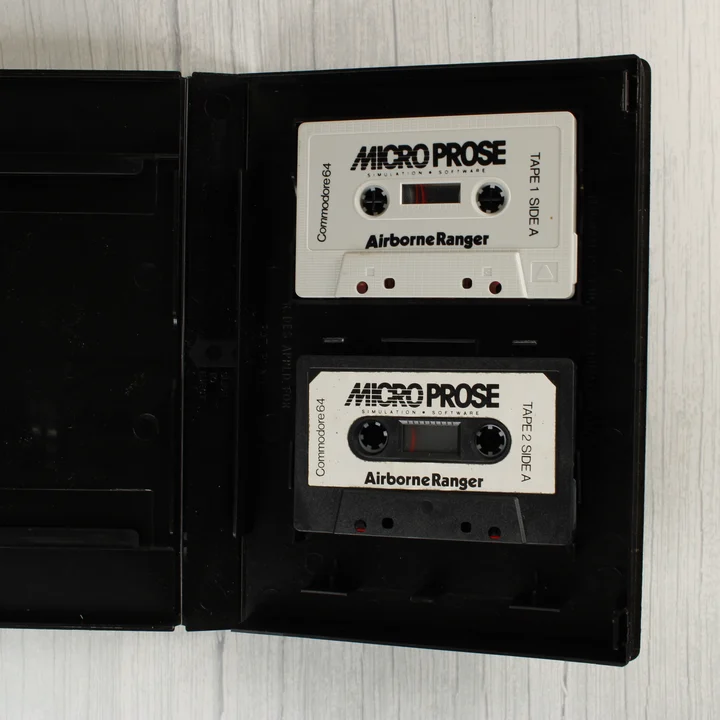 MICRO PROSE
SIMULATION • SOFTWARE
Commodore 64
TAPE 1 SIDE A
Airborne Ranger
MICRO PROSE
SIMULATION • SOFTWARE
Commodore 64
TAPE 2 SIDE A
Airborne Ranger